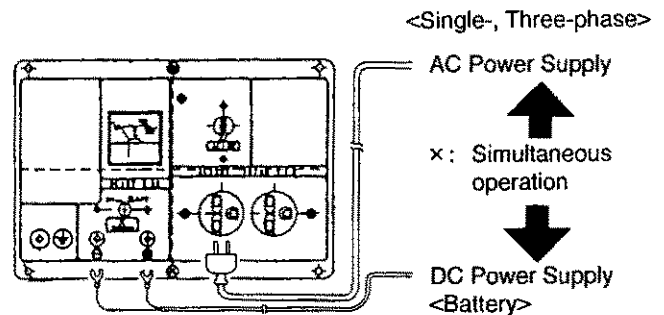 <Single-, Three-phase>
AC Power Supply
× : Simultaneous
operation
DC Power Supply
<Battery>